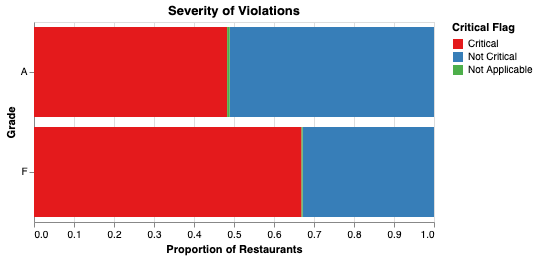 Severity of Violations
Critical Flag
Critical
Not Critical
Not Applicable
Grade
A
F
0.0 0.1 0.2 0.3 0.4 0.5 0.6 0.7 0.8 0.9 1.0
Proportion of Restaurants